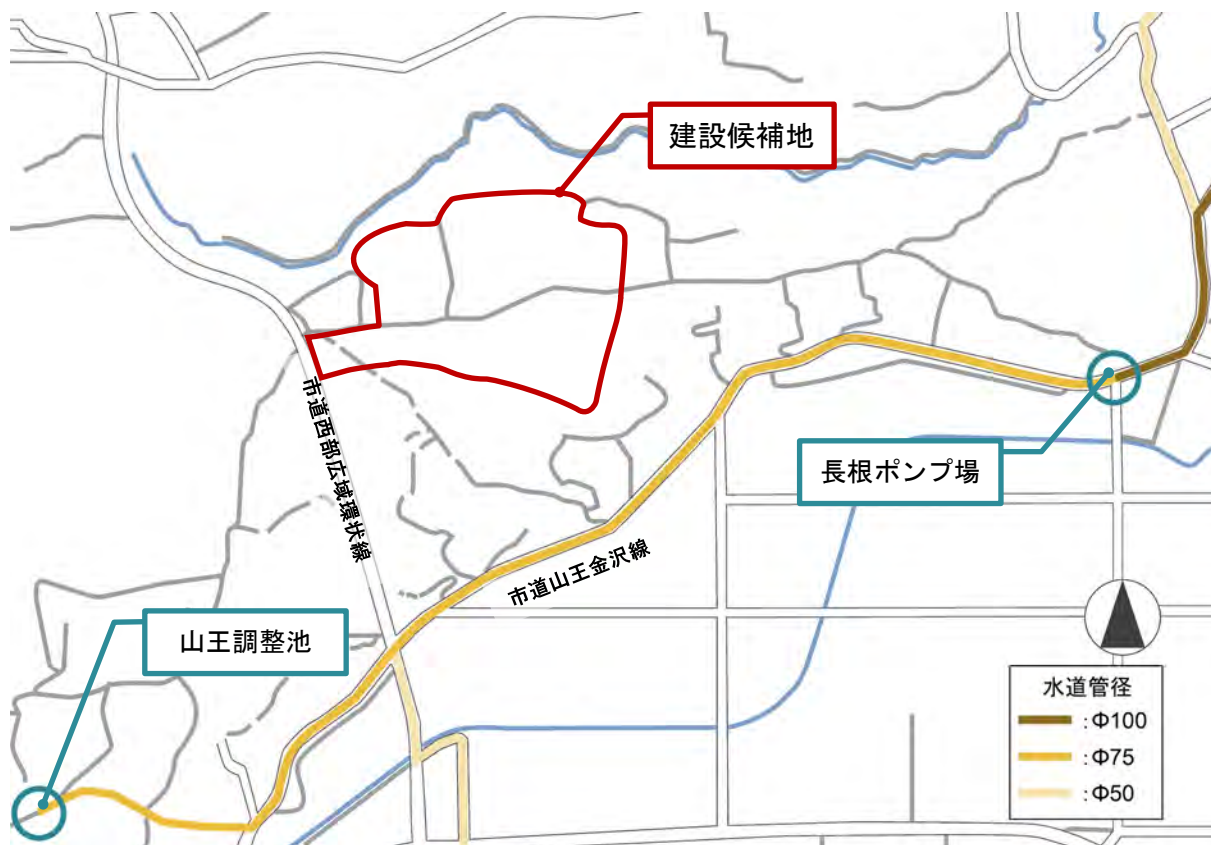 建設候補地
市道西部広域環状線
長根ポンプ場
市道山王金沢線
山王調整池
水道管径
:Φ100
:Φ75
:Φ50